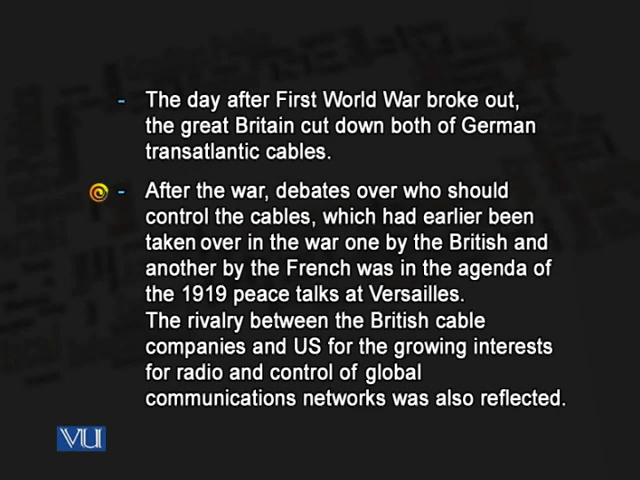 - The day after First World War broke out,
the great Britain cut down both of German
transatlantic cables.
- After the war, debates over who should
control the cables, which had earlier been
taken over in the war one by the British and
another by the French was in the agenda of
the 1919 peace talks at Versailles.
The rivalry between the British cable
companies and US for the growing interests
for radio and control of global
communications networks was also reflected.
VU